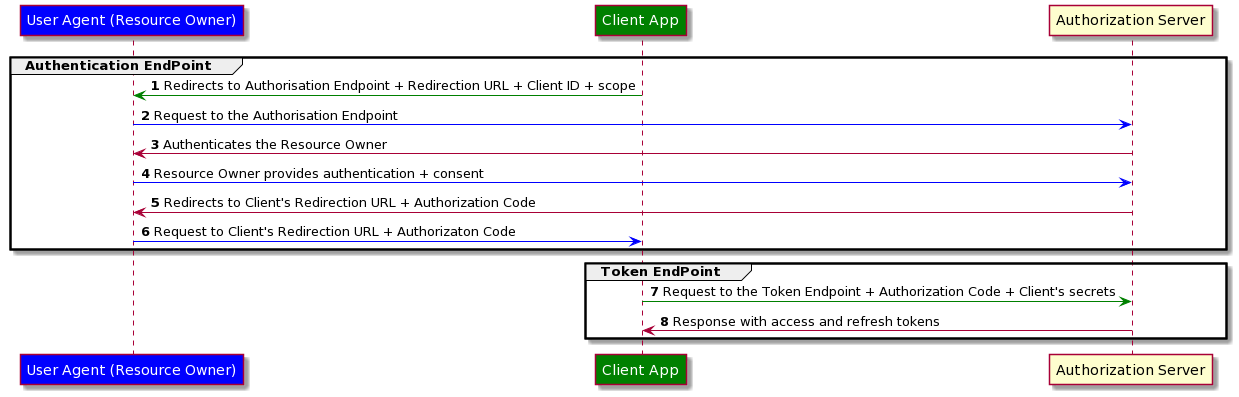 User Agent (Resource Owner) Client App Authorization Server
Authentication EndPoint
1 Redirects to Authorisation Endpoint + Redirection URL + Client ID + scope
2 Request to the Authorisation Endpoint
3 Authenticates the Resource Owner
4 Resource Owner provides authentication + consent
5 Redirects to Client's Redirection URL + Authorization Code
6 Request to Client's Redirection URL + Authorizaton Code
Token EndPoint
7 Request to the Token Endpoint + Authorization Code + Client's secrets
8 Response with access and refresh tokens
User Agent (Resource Owner) Client App Authorization Server